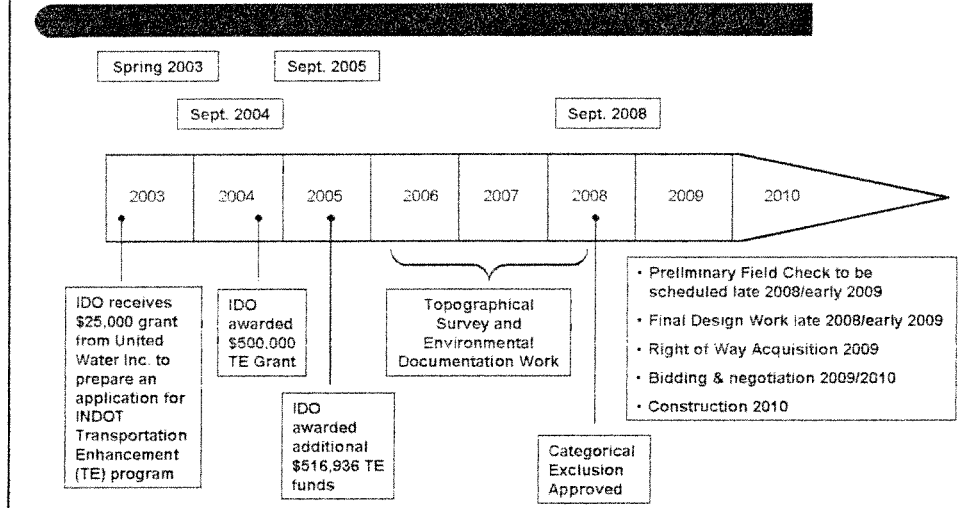 Spring 2003
Sept. 2005
Sept. 2004
Sept. 2008
2003
2004
2005
2006
2007
2008
2009
2010
IDO receives
$25,000 grant
from United
Water Inc. to
prepare an
application for
INDOT
Transportation
Enhancement
(TE) program
IDO
awarded
$500,000
TE Grant
IDO
awarded
additional
$516,936 TE
funds
Topographical
Survey and
Environmental
Documentation Work
Categorical
Exclusion
Approved
• Preliminary Field Check to be
scheduled late 2008/early 2009
• Final Design Work late 2008/early 2009
• Right of Way Acquisition 2009
• Bidding & negotiation 2009/2010
• Construction 2010